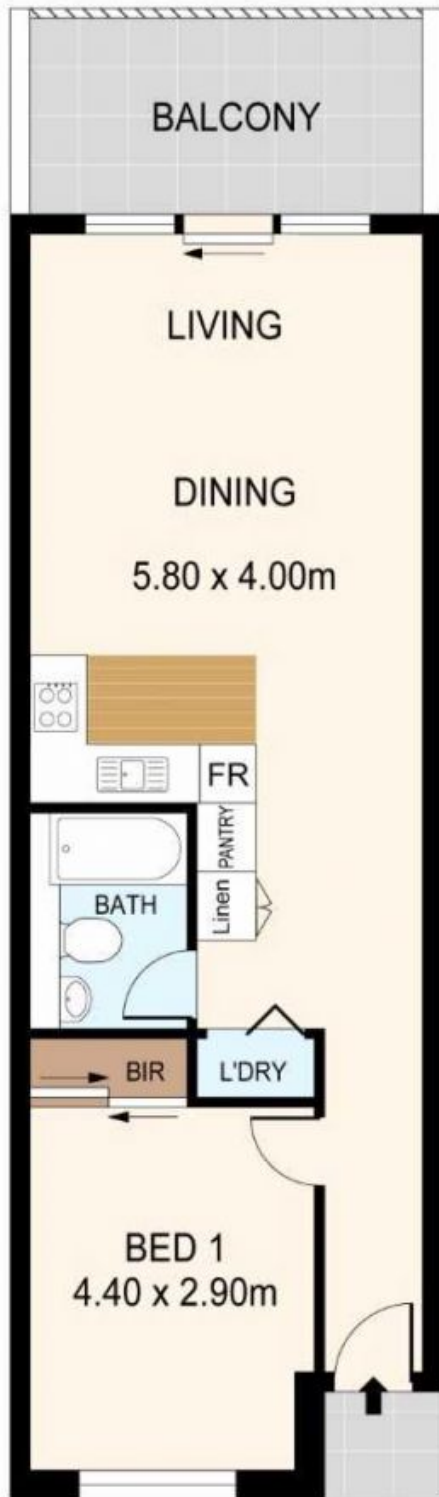 BALCONY
LIVING
DINING
5.80 x 4.00m
FR
PANTRY
Linen
BATH
BIR
L'DRY
BED 1
4.40 x 2.90m